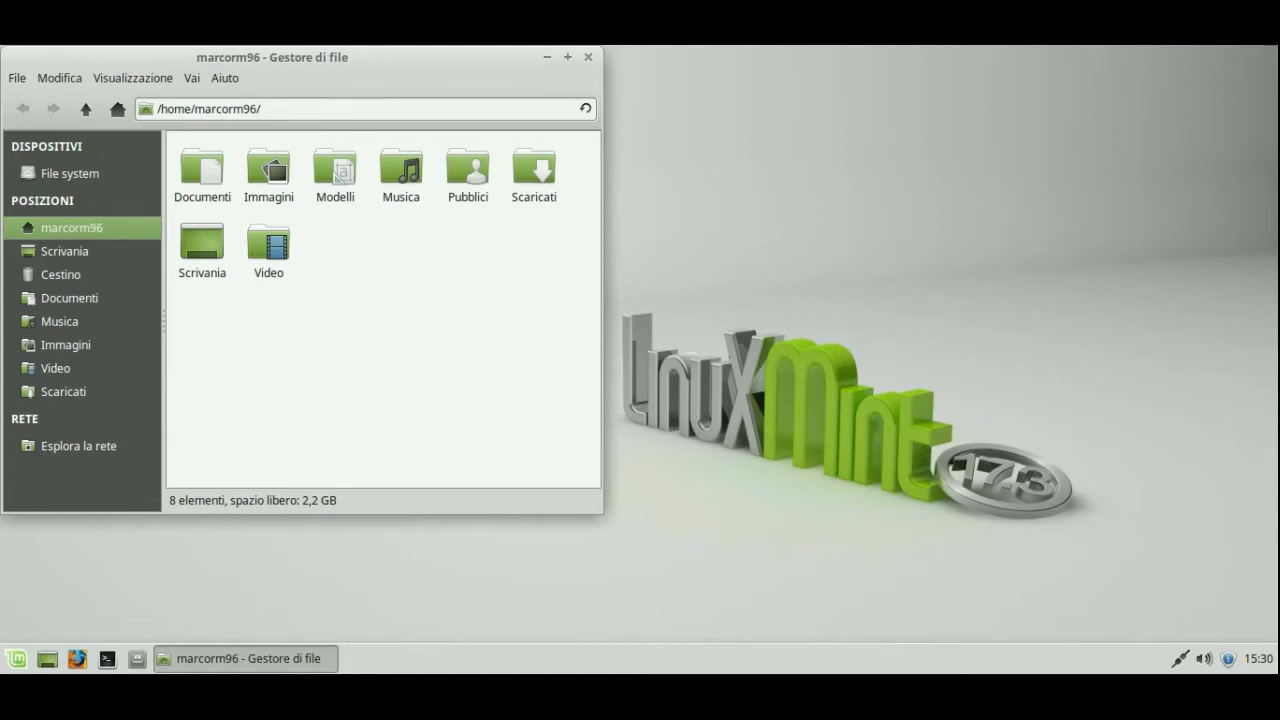 marcorm96 - Gestore di file
File Modifica Visualizzazione Vai Aiuto
/home/marcorm96/
DISPOSITIVI
File system
POSIZIONI
marcorm96
Scrivania
Cestino
Documenti
Musica
Immagini
Video
Scaricati
RETE
Esplora la rete
Documenti Immagini Modelli Musica Pubblici Scaricati
Scrivania Video
8 elementi, spazio libero: 2,2 GB
LinuxMint 17.3
marcorm96 - Gestore di file
15:30